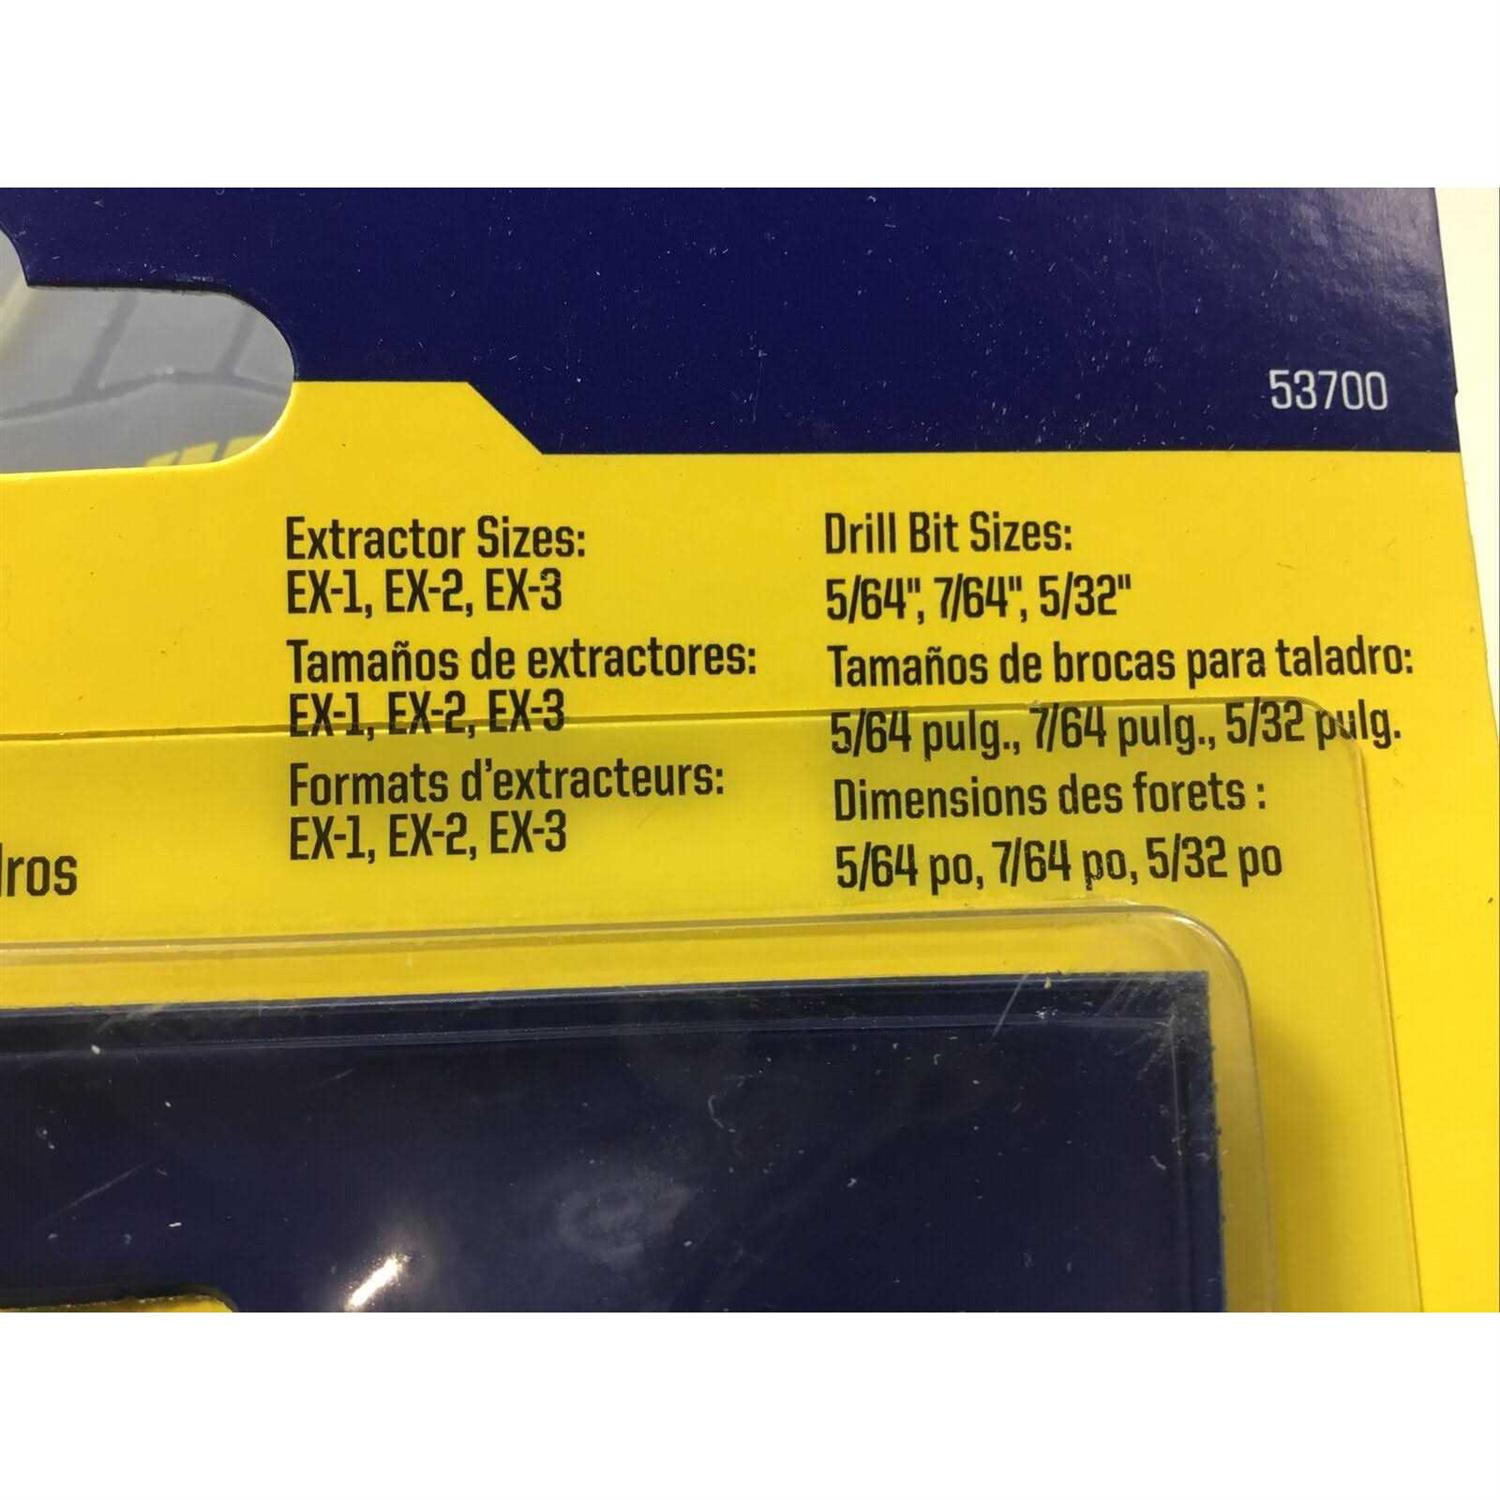 53700
Extractor Sizes:
EX-1, EX-2, EX-3
Tamaños de extractores:
EX-1, EX-2, EX-3
Formats d'extracteurs:
EX-1, EX-2, EX-3
Drill Bit Sizes:
5/64", 7/64", 5/32"
Tamaños de brocas para taladro:
5/64 pulg., 7/64 pulg., 5/32 pulg.
Dimensions des forets :
5/64 po, 7/64 po, 5/32 po